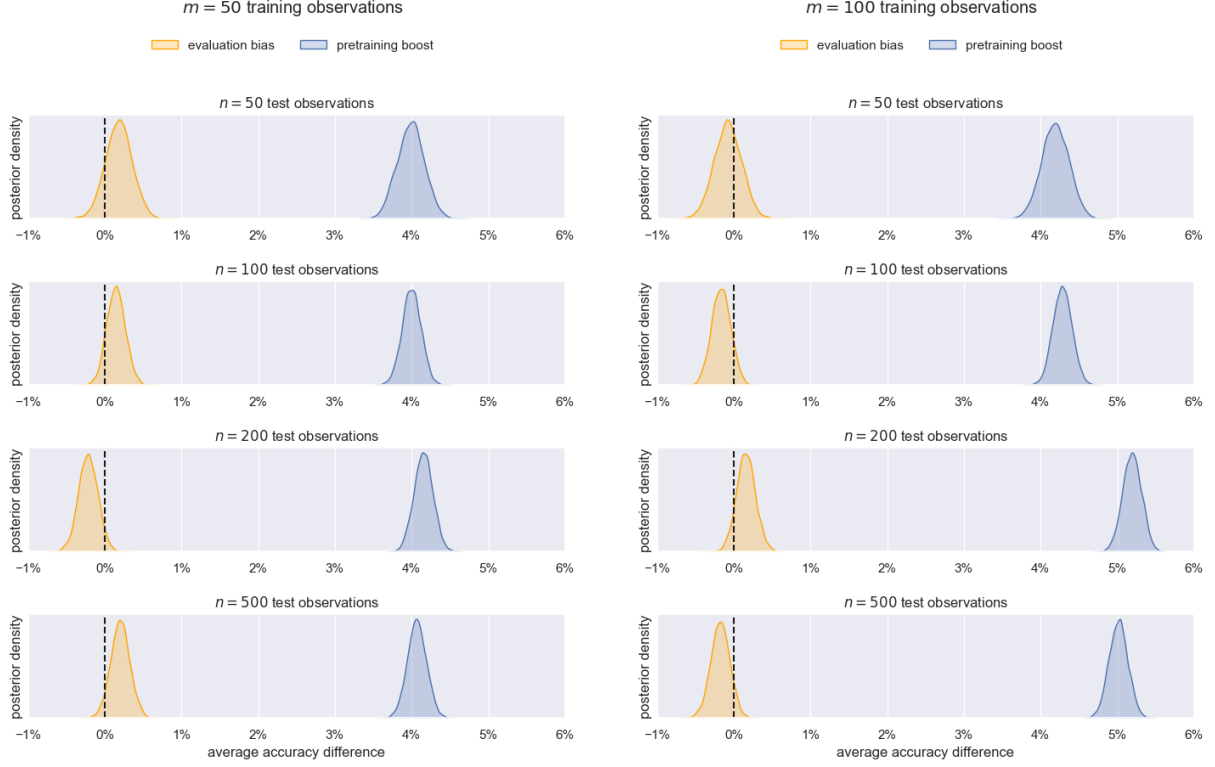 m = 50 training observations
evaluation bias
pretraining boost
n = 50 test observations
posterior density
−1% 0% 1% 2% 3% 4% 5% 6%
n = 100 test observations
posterior density
−1% 0% 1% 2% 3% 4% 5% 6%
n = 200 test observations
posterior density
−1% 0% 1% 2% 3% 4% 5% 6%
n = 500 test observations
posterior density
−1% 0% 1% 2% 3% 4% 5% 6%
average accuracy difference
m = 100 training observations
evaluation bias
pretraining boost
n = 50 test observations
posterior density
−1% 0% 1% 2% 3% 4% 5% 6%
n = 100 test observations
posterior density
−1% 0% 1% 2% 3% 4% 5% 6%
n = 200 test observations
posterior density
−1% 0% 1% 2% 3% 4% 5% 6%
n = 500 test observations
posterior density
−1% 0% 1% 2% 3% 4% 5% 6%
average accuracy difference